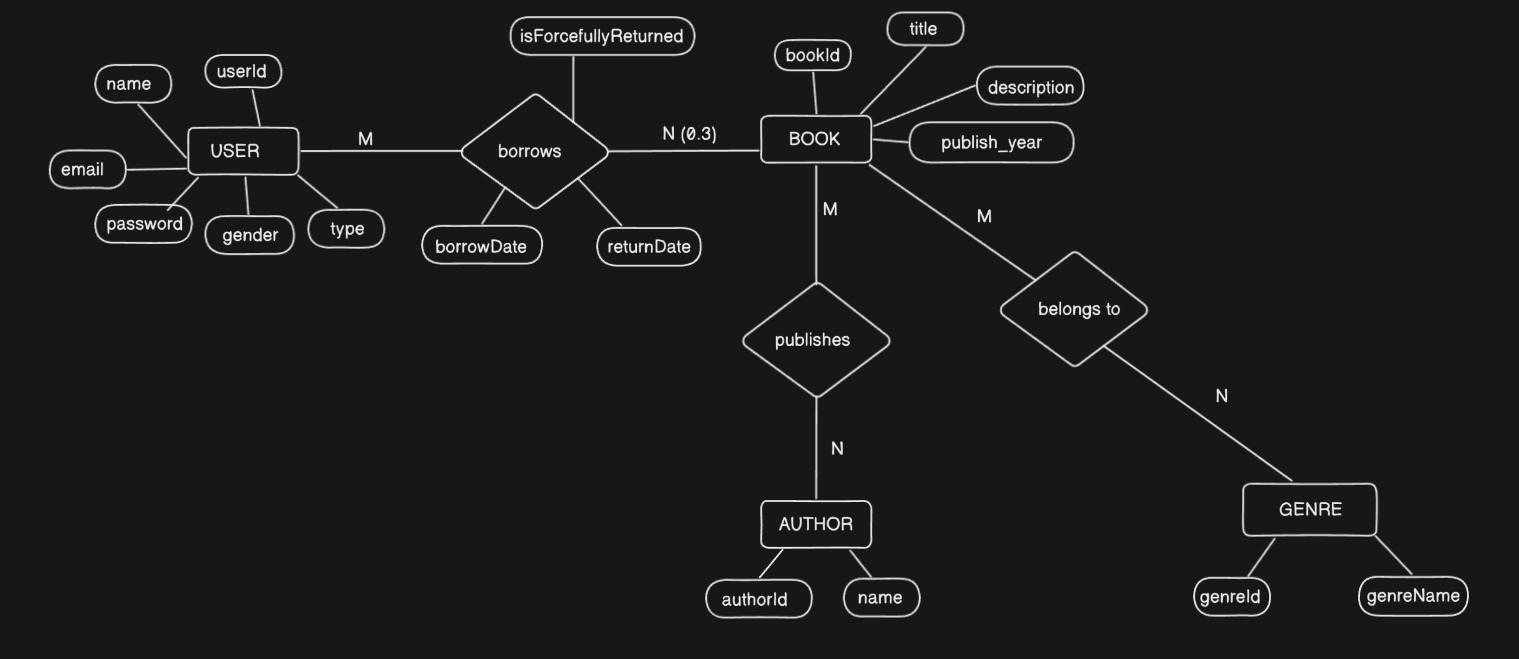 title
isForcefullyReturned
bookId
name
userId
description
USER
M
borrows
N (0.3)
BOOK
publish_year
email
password
gender
type
borrowDate
returnDate
M
M
publishes
belongs to
N
N
AUTHOR
GENRE
authorId
name
genreId
genreName